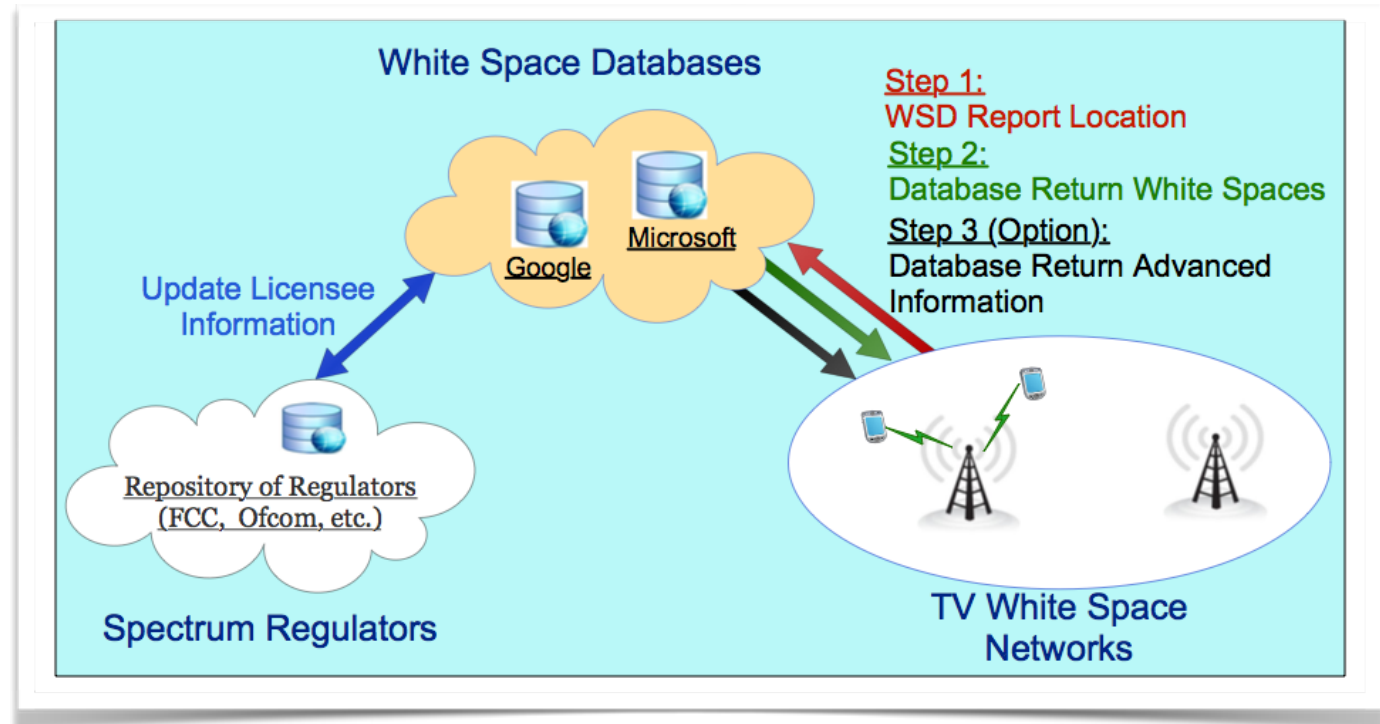 White Space Databases
Step 1:
WSD Report Location
Step 2:
Database Return White Spaces
Step 3 (Option):
Database Return Advanced
Information
Microsoft
Google
Update Licensee
Information
Repository of Regulators
(FCC, Ofcom, etc.)
Spectrum Regulators
TV White Space
Networks